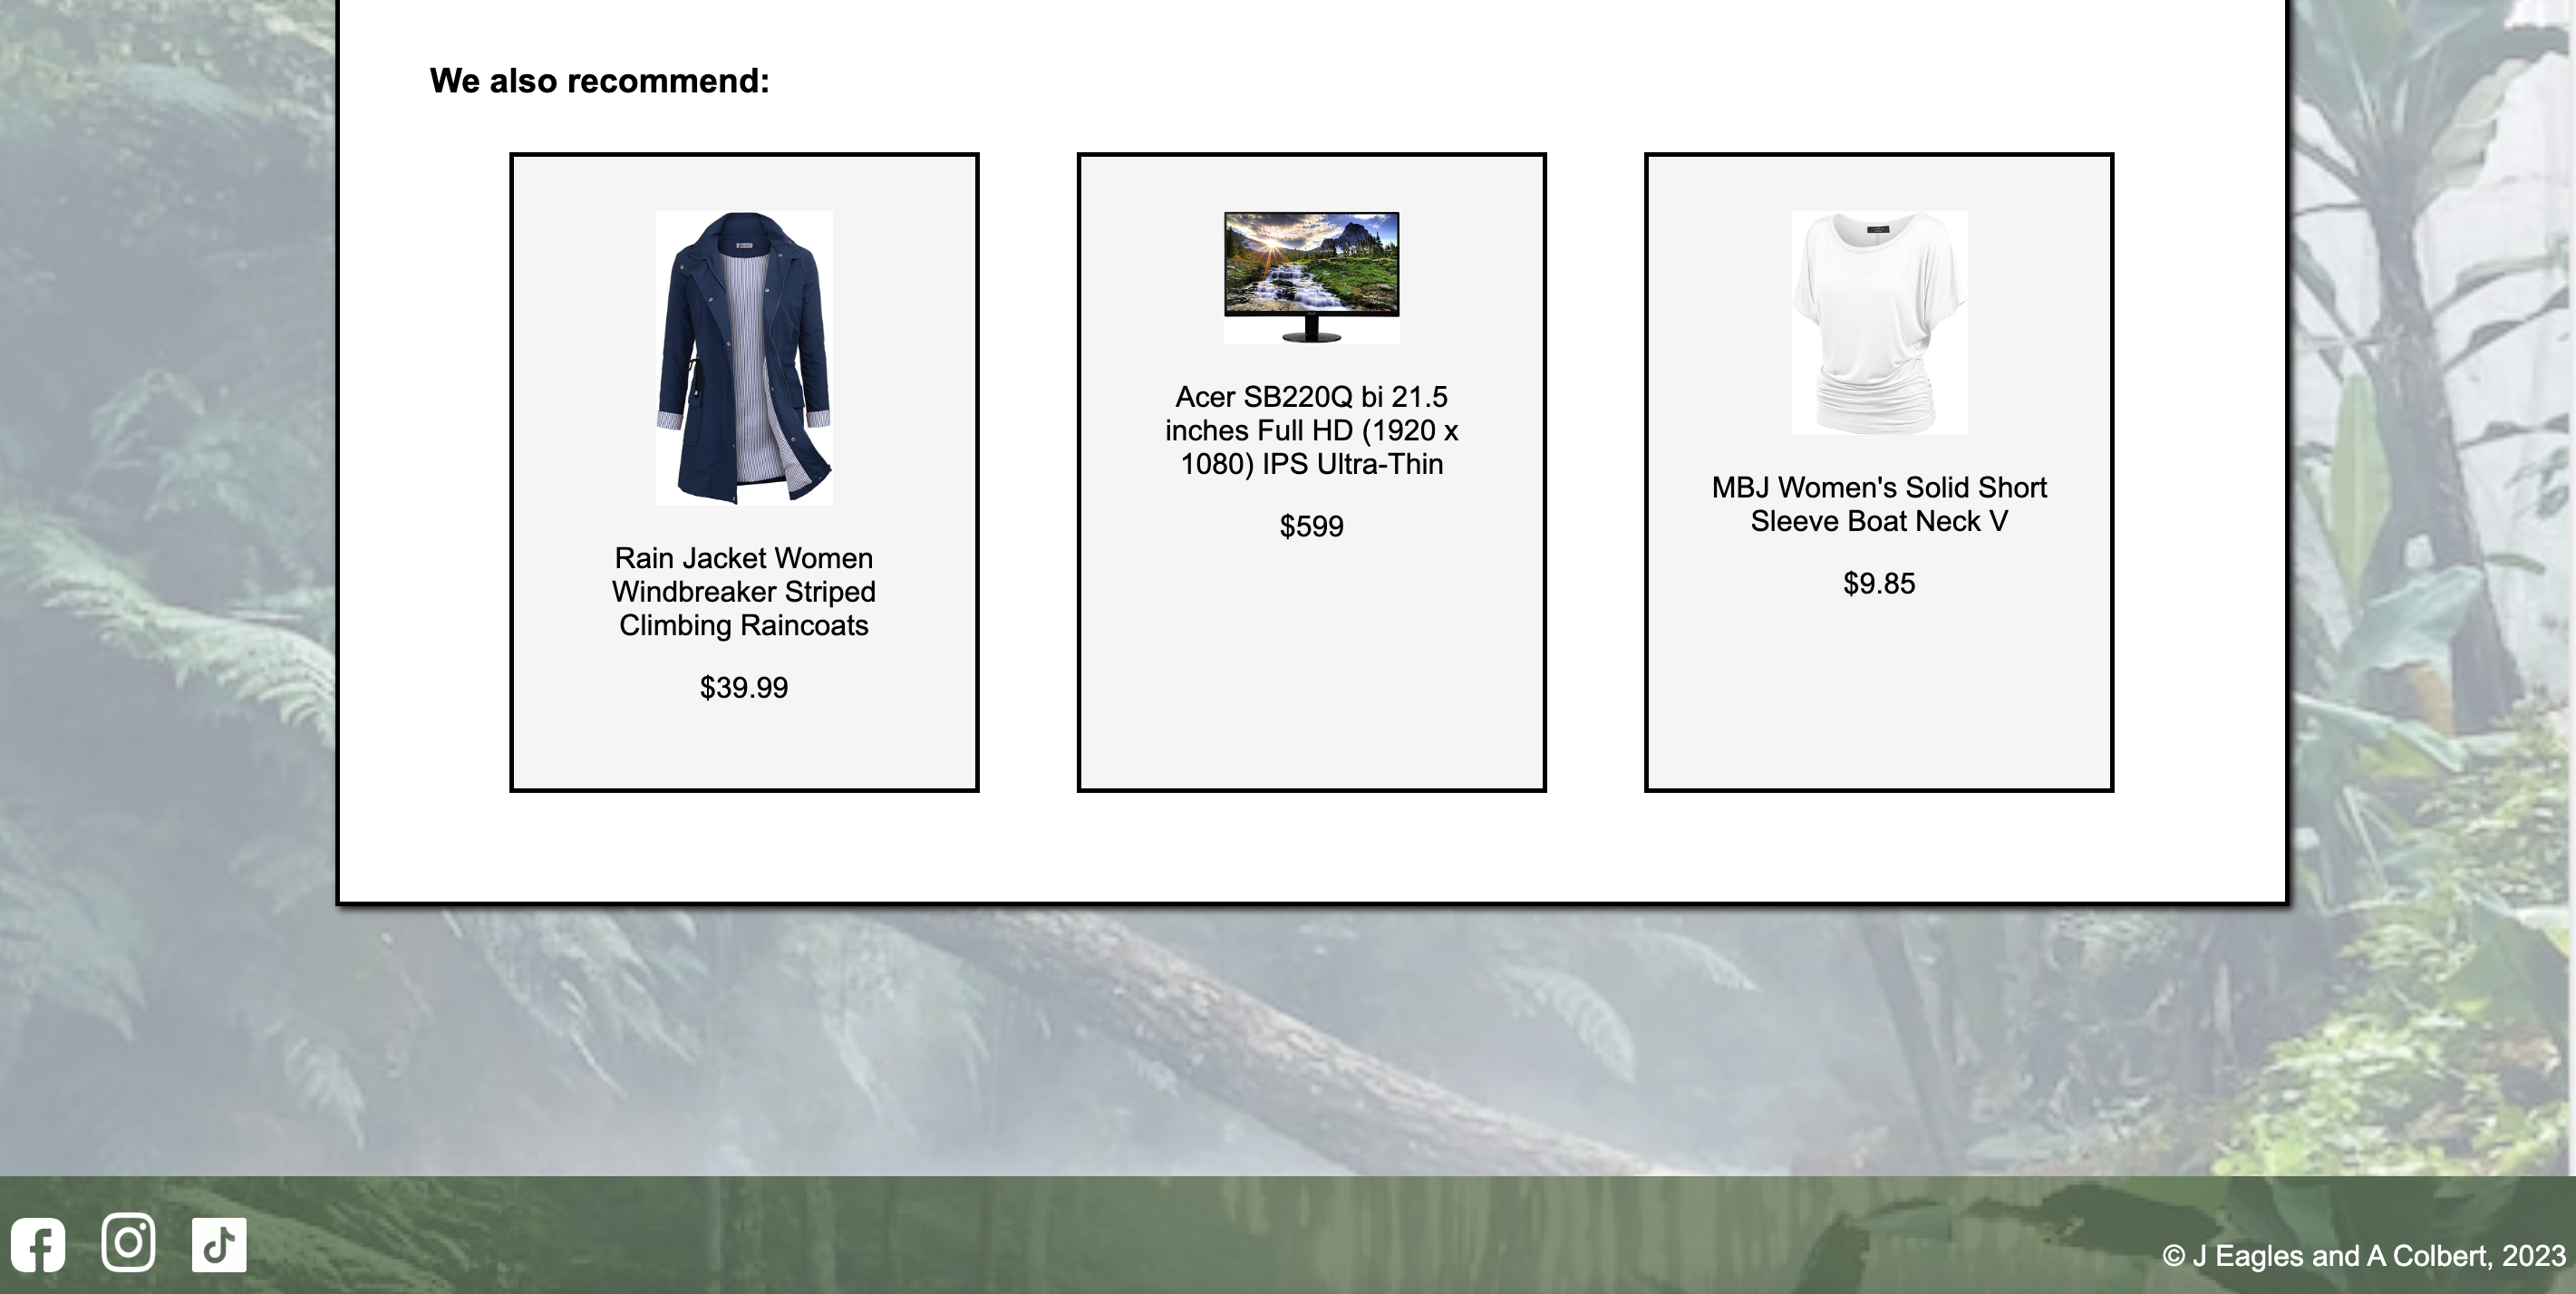 We also recommend:
Rain Jacket Women
Windbreaker Striped
Climbing Raincoats
$39.99
Acer SB220Q bi 21.5
inches Full HD (1920 x
1080) IPS Ultra-Thin
$599
MBJ Women's Solid Short
Sleeve Boat Neck V
$9.85
© J Eagles and A Colbert, 2023